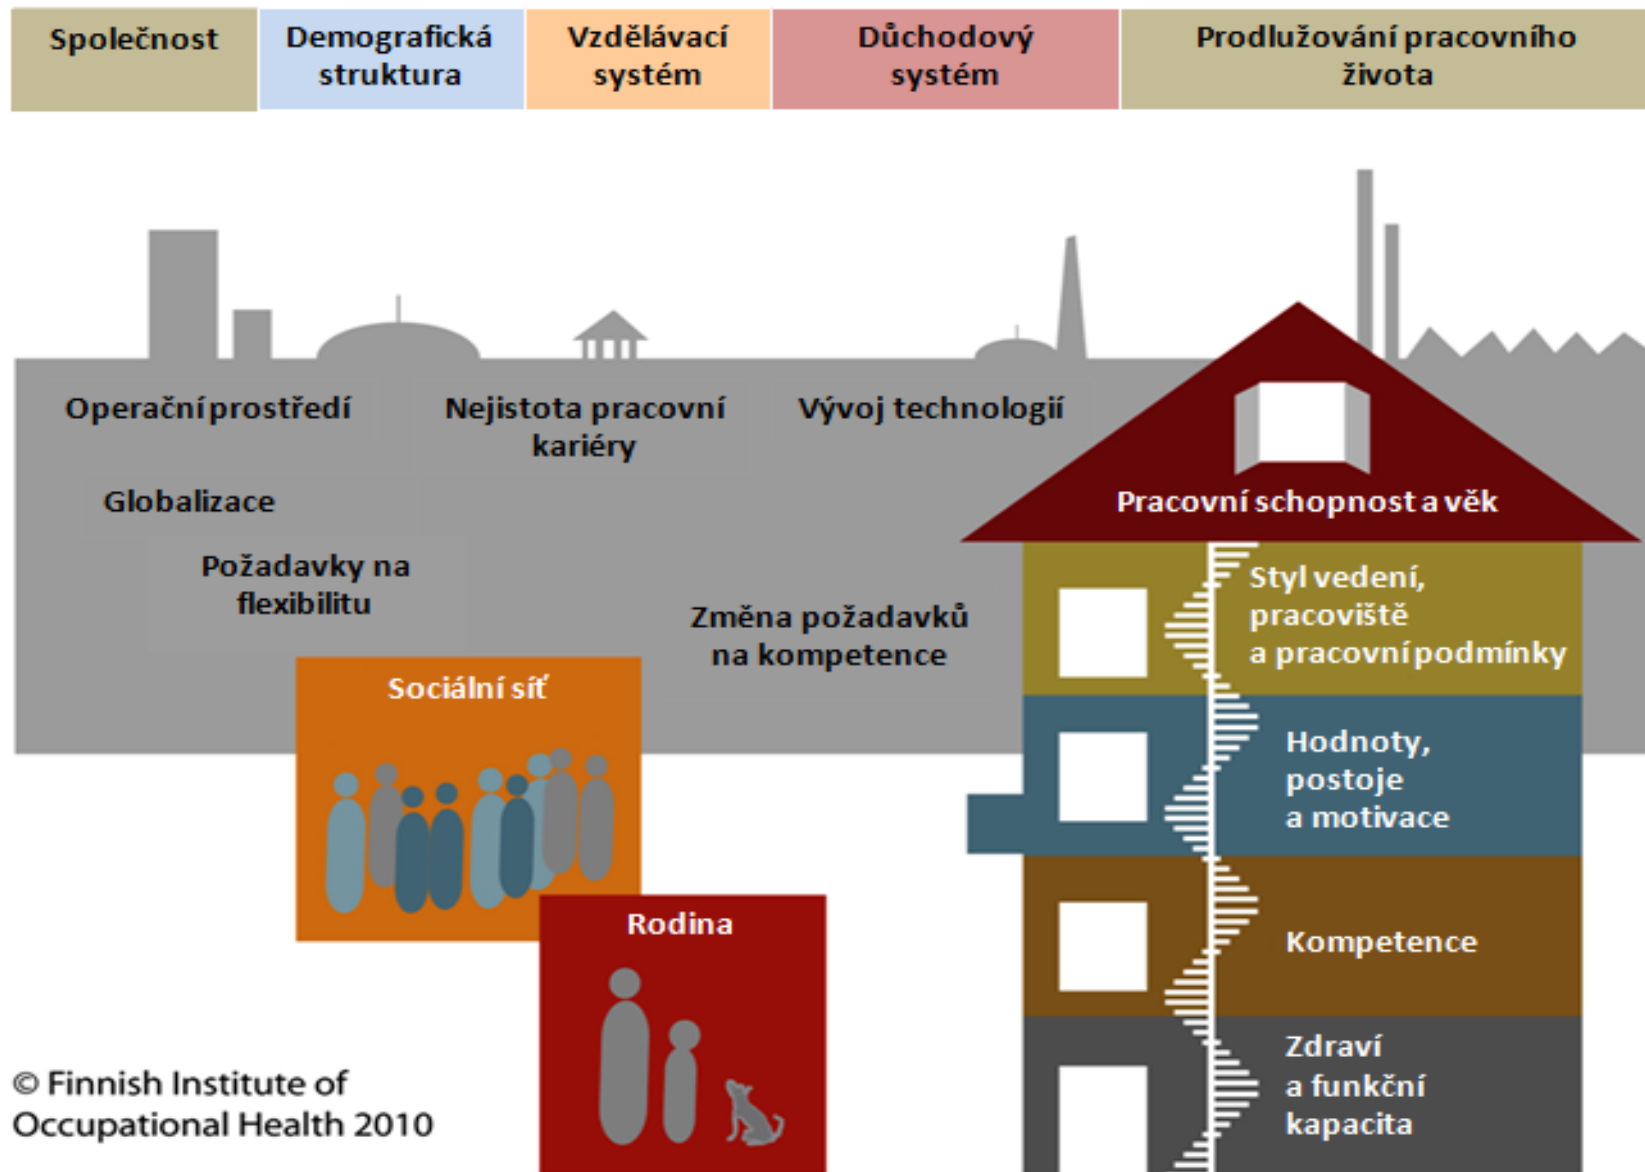 Společnost
Demografická
struktura
Vzdělávací
systém
Důchodový
systém
Prodlužování pracovního
života
Operační prostředí
Nejistota pracovní
kariéry
Vývoj technologií
Globalizace
Požadavky na
flexibilitu
Změna požadavků
na kompetence
Sociální síť
Rodina
Pracovní schopnost a věk
Styl vedení,
pracoviště
a pracovní podmínky
Hodnoty,
postoje
a motivace
Kompetence
Zdraví
a funkční
kapacita
© Finnish Institute of
Occupational Health 2010